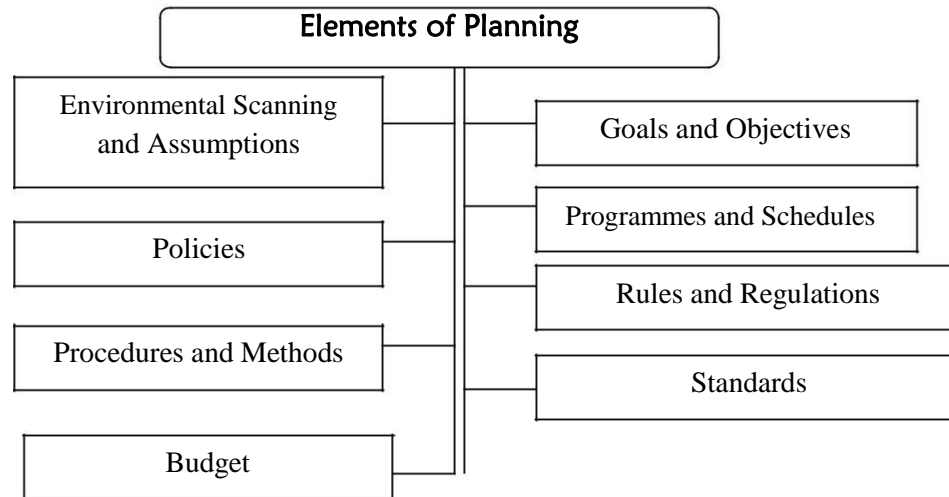 Elements of Planning
Environmental Scanning
and Assumptions
Goals and Objectives
Policies
Programmes and Schedules
Procedures and Methods
Rules and Regulations
Budget
Standards